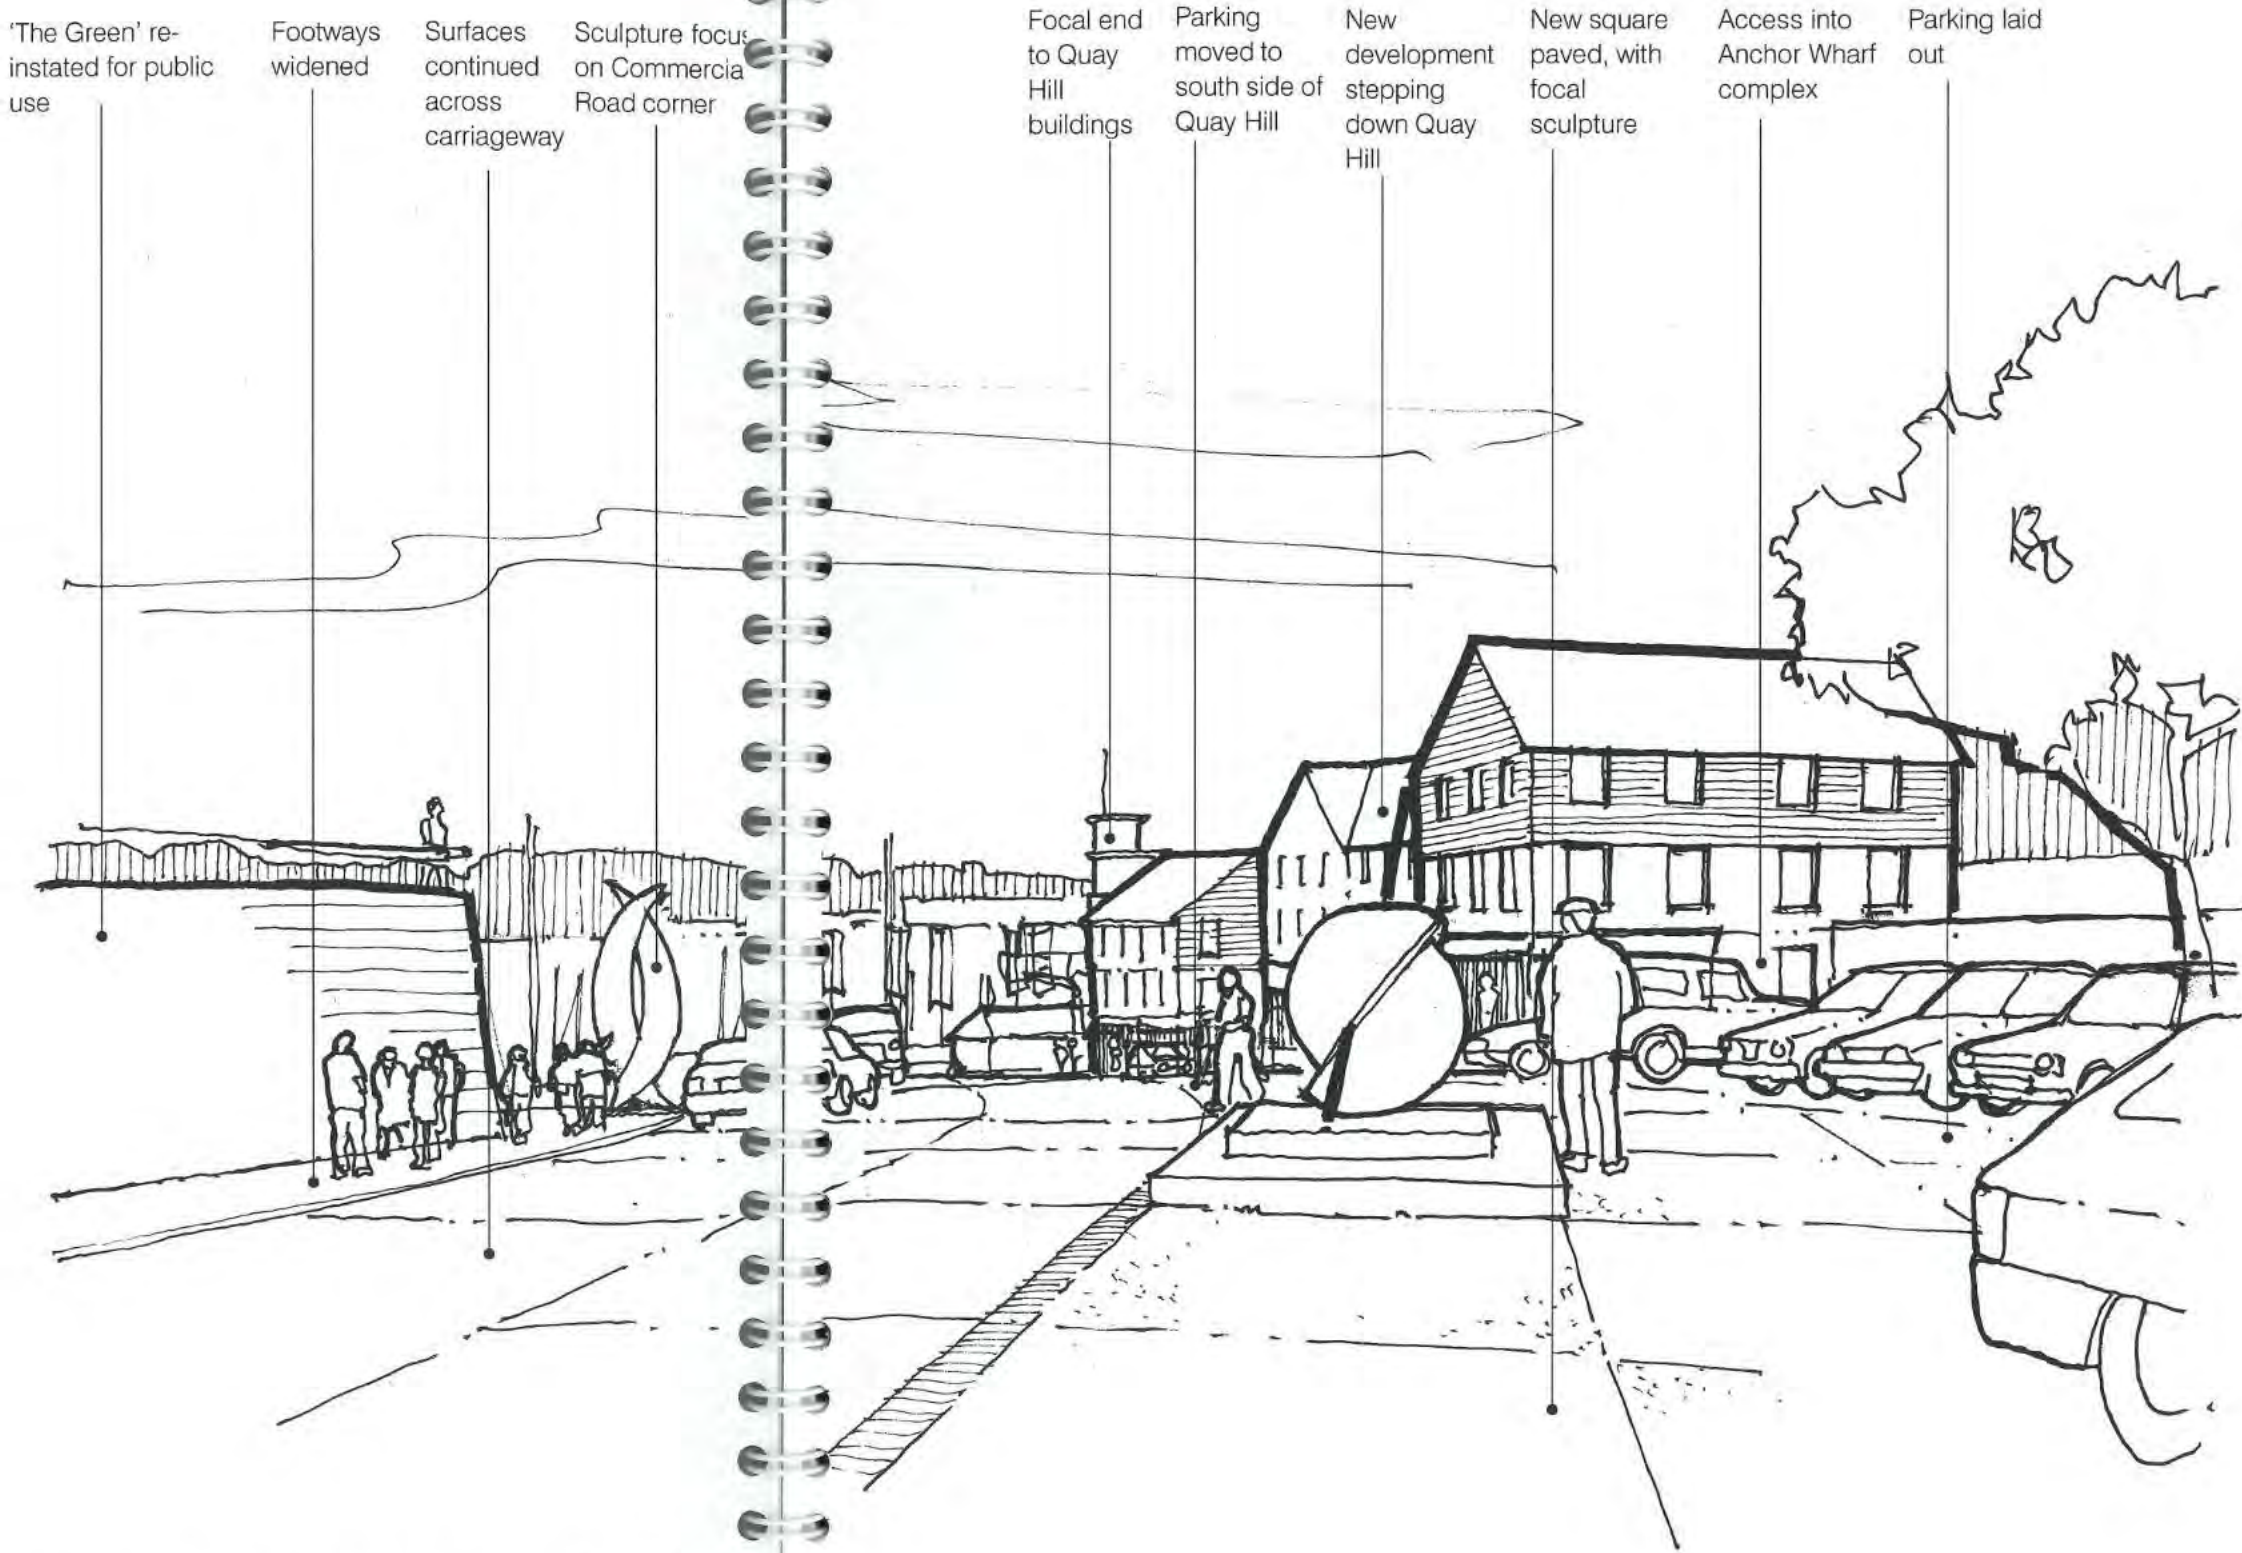 'The Green' re-
instated for public
use
Footways
widened
Surfaces
continued
across
carriageway
Sculpture focus
on Commercia
Road corner
Focal end
to Quay
Hill
buildings
Parking
moved to
south side of
Quay Hill
New
development
stepping
down Quay
Hill
New square
paved, with
focal
sculpture
Access into
Anchor Wharf
complex
Parking laid
out